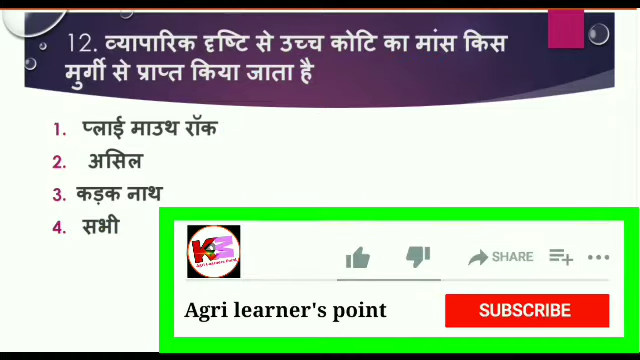 12. व्यापारिक दृष्टि से उच्च कोटि का मांस किस
मुर्गी से प्राप्त किया जाता है
1. प्लाई माउथ रॉक
2. असिल
3. कड़क नाथ
4. सभी
SHARE
Agri learner's point
SUBSCRIBE